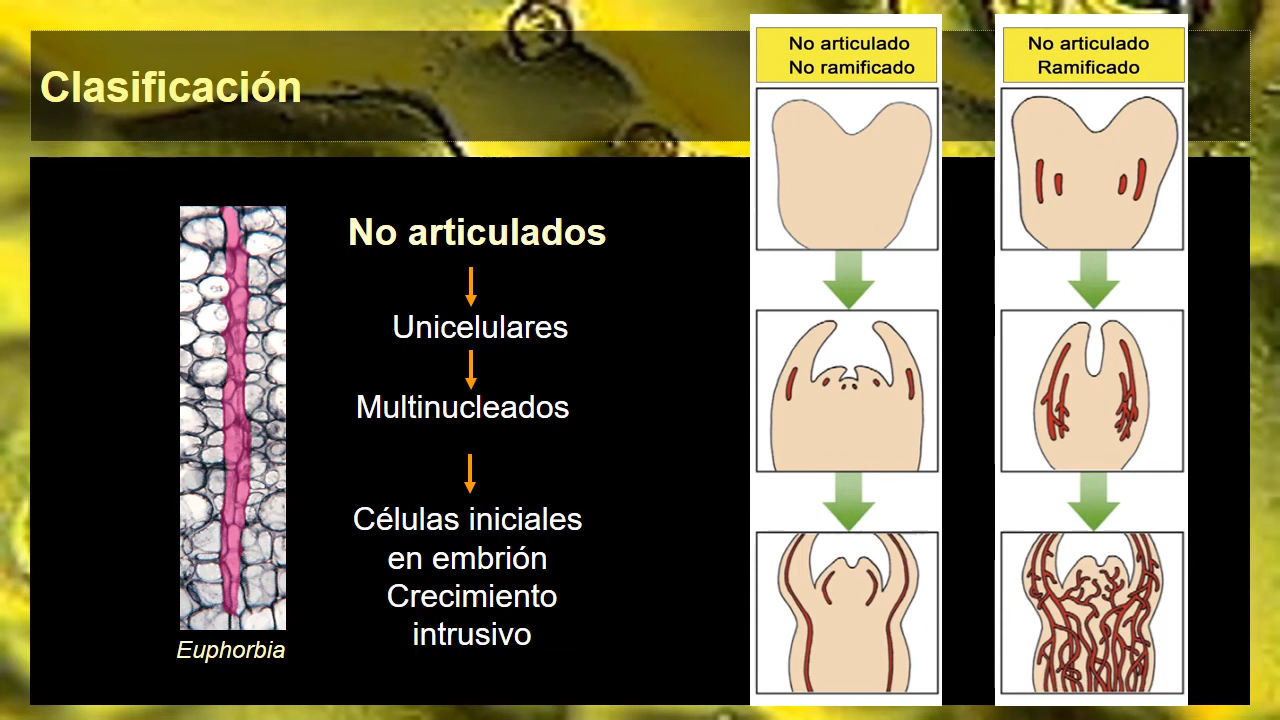 Clasificación
No articulados
Unicelulares
Multinucleados
Células iniciales
en embrión
Crecimiento
intrusivo
Euphorbia
No articulado
No ramificado
No articulado
Ramificado